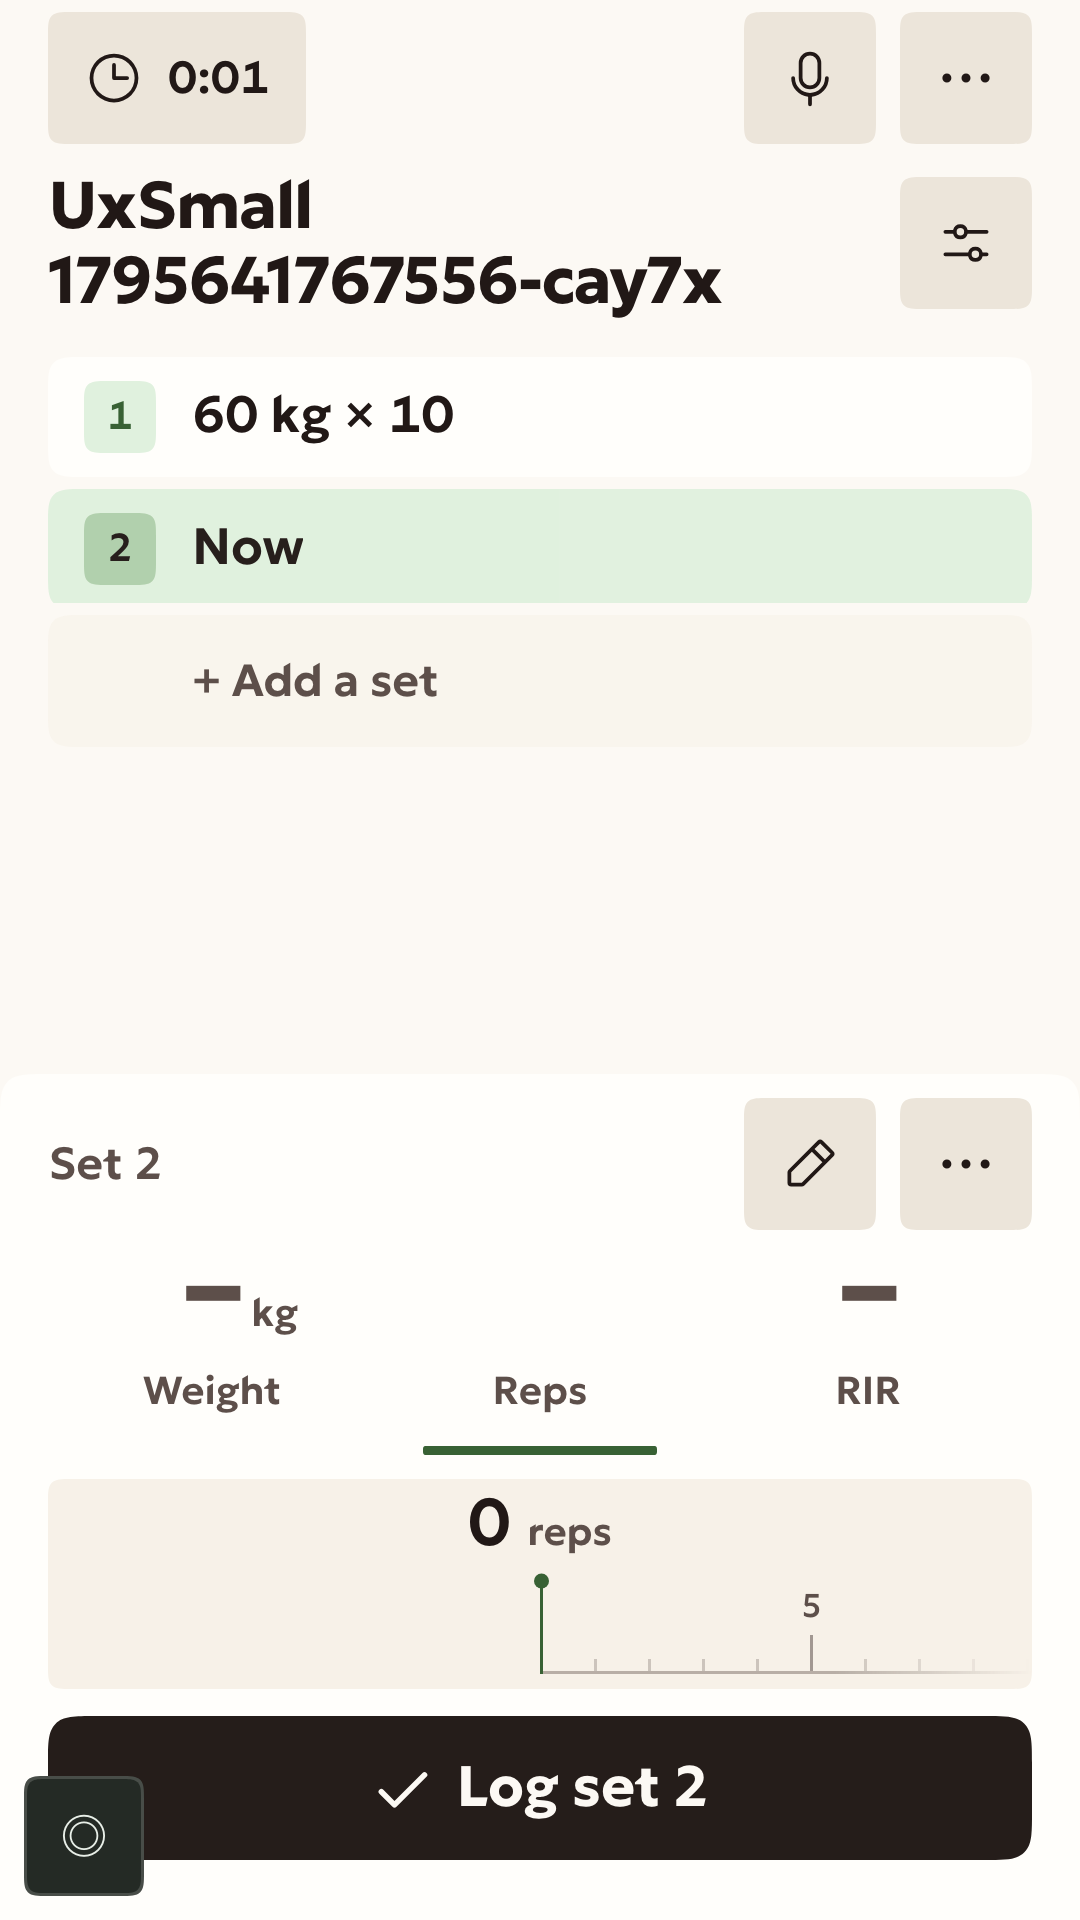 0:01
UxSmall
1795641767556-cay7x
1 60 kg × 10
2 Now
+ Add a set
Set 2
– kg
–
Weight Reps RIR
0 reps
5
Log set 2